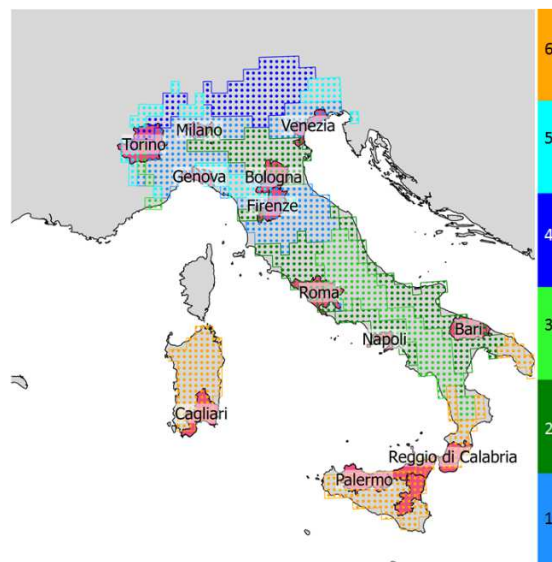 6
5
Milano
Venezia
Torino
4
Genova
Bologna
Firenze
3
Roma
Bari
Napoli
2
Cagliari
Reggio di Calabria
Palermo
1